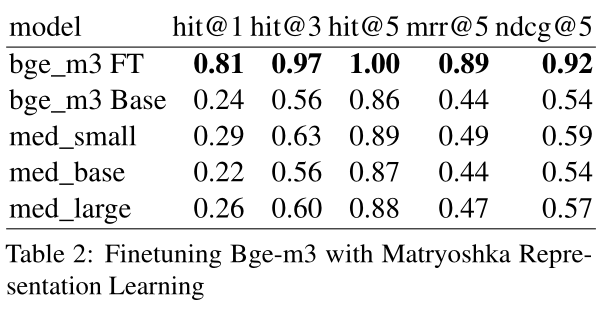 model hit@1 hit@3 hit@5 mrr@5 ndcg@5
bge_m3 FT 0.81 0.97 1.00 0.89 0.92
bge_m3 Base 0.24 0.56 0.86 0.44 0.54
med_small 0.29 0.63 0.89 0.49 0.59
med_base 0.22 0.56 0.87 0.44 0.54
med_large 0.26 0.60 0.88 0.47 0.57
Table 2: Finetuning Bge-m3 with Matryoshka Repre-
sentation Learning